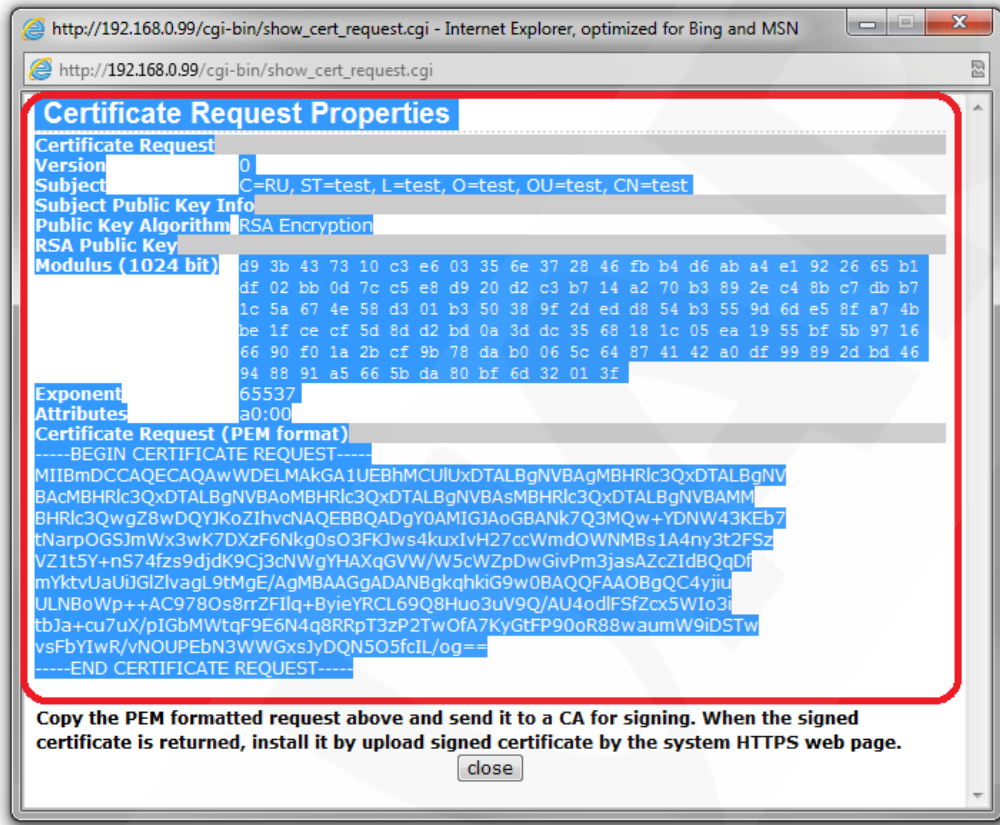 http://192.168.0.99/cgi-bin/show_cert_request.cgi - Internet Explorer, optimized for Bing and MSN
http://192.168.0.99/cgi-bin/show_cert_request.cgi
Certificate Request Properties
Certificate Request
Version 0
Subject C=RU, ST=test, L=test, O=test, OU=test, CN=test
Subject Public Key Info
Public Key Algorithm RSA Encryption
RSA Public Key
Modulus (1024 bit) d9 3b 43 73 10 c3 e6 03 35 6e 37 28 46 fb b4 d6 ab a4 e1 92 26 65 b1
df 02 bb 0d 7c c5 e8 d9 20 d2 c3 b7 14 a2 70 b3 89 2e c4 8b c7 db b7
1c 5a 67 4e 58 d3 01 b3 50 38 9f 2d ed d8 54 b3 55 9d 6d e5 8f a7 4b
be 1f ce cf 5d 8d d2 bd 0a 3d dc 35 68 18 1c 05 ea 19 55 bf 5b 97 16
66 90 f0 1a 2b cf 9b 78 da b0 06 5c 64 87 41 42 a0 df 99 89 2d bd 46
94 88 91 a5 66 5b da 80 bf 6d 32 01 3f
Exponent 65537
Attributes a0:00
Certificate Request (PEM format)
-----BEGIN CERTIFICATE REQUEST-----
MIIBmDCCAQECAQAwWDELMAkGA1UEBhMCUlUxDTALBgNVBAgMBHRlc3QxDTALBgNV
BAcMBHRlc3QxDTALBgNVBAoMBHRlc3QxDTALBgNVBAsMBHRlc3QxDTALBgNVBAMM
BHRlc3QwgZ8wDQYJKoZIhvcNAQEBBQADgY0AMIGJAoGBANk7Q3MQw+YDNW43KEb7
tNarpOGSJmWx3wK7DXzF6Nkg0sO3FKJws4kuxIvH27ccWmdOWNMBs1A4ny3t2FSz
VZ1t5Y+nS74fzs9djdK9Cj3cNWgYHAXqGVW/W5cWZpDwGivPm3jasAZcZIdBQqDf
mYktvUaUiJGlZlvagL9tMgE/AgMBAAGgADANBgkqhkiG9w0BAQQFAAOBgQC4yjiu
ULNBoWp++AC978Os8rrZFIlq+ByieYRCL69Q8Huo3uV9Q/AU4odlFSfZcx5WIo3i
tbJa+cu7uX/pIGbMWtqF9E6N4q8RRpT3zP2TwOfA7KyGtFP90oR88waumW9iDSTw
vsFbYIwR/vNOUPEbN3WWGxsJyDQN5O5fcIL/og==
-----END CERTIFICATE REQUEST-----
Copy the PEM formatted request above and send it to a CA for signing. When the signed
certificate is returned, install it by upload signed certificate by the system HTTPS web page.
close